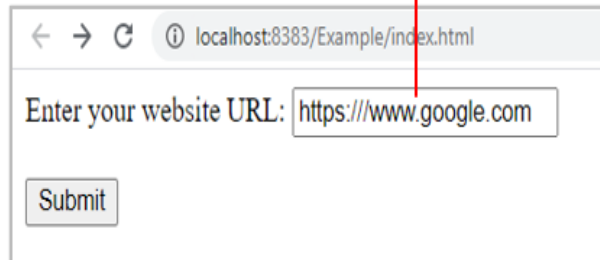 localhost:8383/Example/index.html
Enter your website URL: https:///www.google.com
Submit